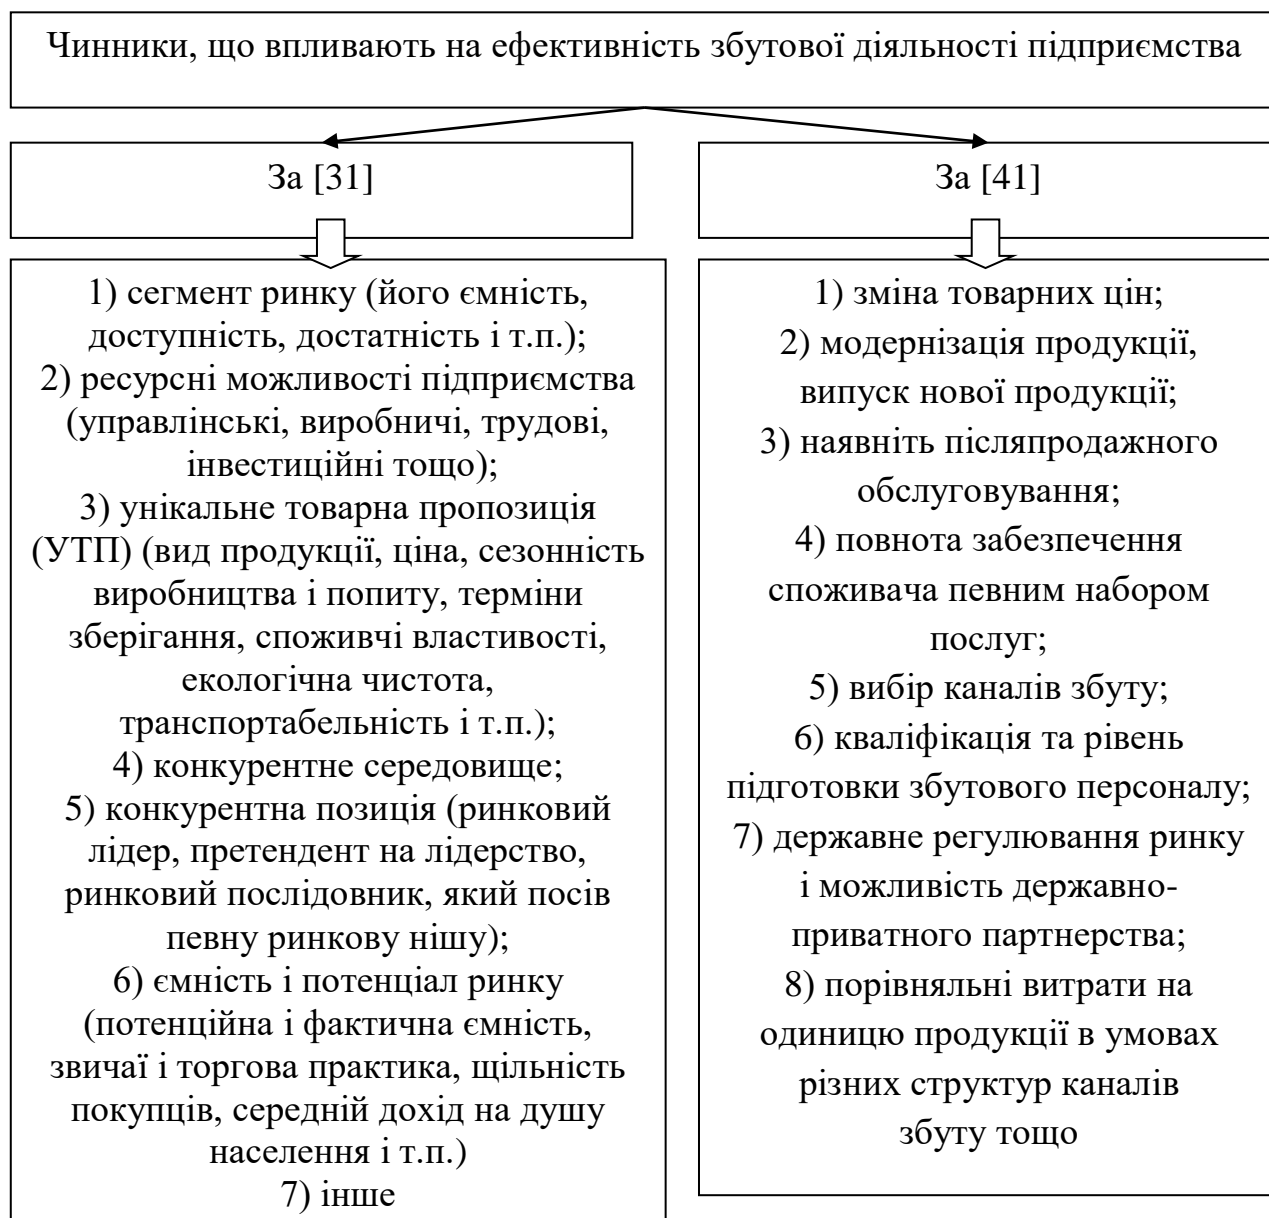 Чинники, що впливають на ефективність збутової діяльності підприємства
За [31]
1) сегмент ринку (його ємність,
доступність, достатність і т.п.);
2) ресурсні можливості підприємства
(управлінські, виробничі, трудові,
інвестиційні тощо);
3) унікальне товарна пропозиція
(УТП) (вид продукції, ціна, сезонність
виробництва і попиту, терміни
зберігання, споживчі властивості,
екологічна чистота,
транспортабельність і т.п.);
4) конкурентне середовище;
5) конкурентна позиція (ринковий
лідер, претендент на лідерство,
ринковий послідовник, який посів
певну ринкову нішу);
6) ємність і потенціал ринку
(потенційна і фактична ємність,
звичаї і торгова практика, щільність
покупців, середній дохід на душу
населення і т.п.)
7) інше
За [41]
1) зміна товарних цін;
2) модернізація продукції,
випуск нової продукції;
3) наявніть післяпродажного
обслуговування;
4) повнота забезпечення
споживача певним набором
послуг;
5) вибір каналів збуту;
6) кваліфікація та рівень
підготовки збутового персоналу;
7) державне регулювання ринку
і можливість державно-
приватного партнерства;
8) порівняльні витрати на
одиницю продукції в умовах
різних структур каналів
збуту тощо